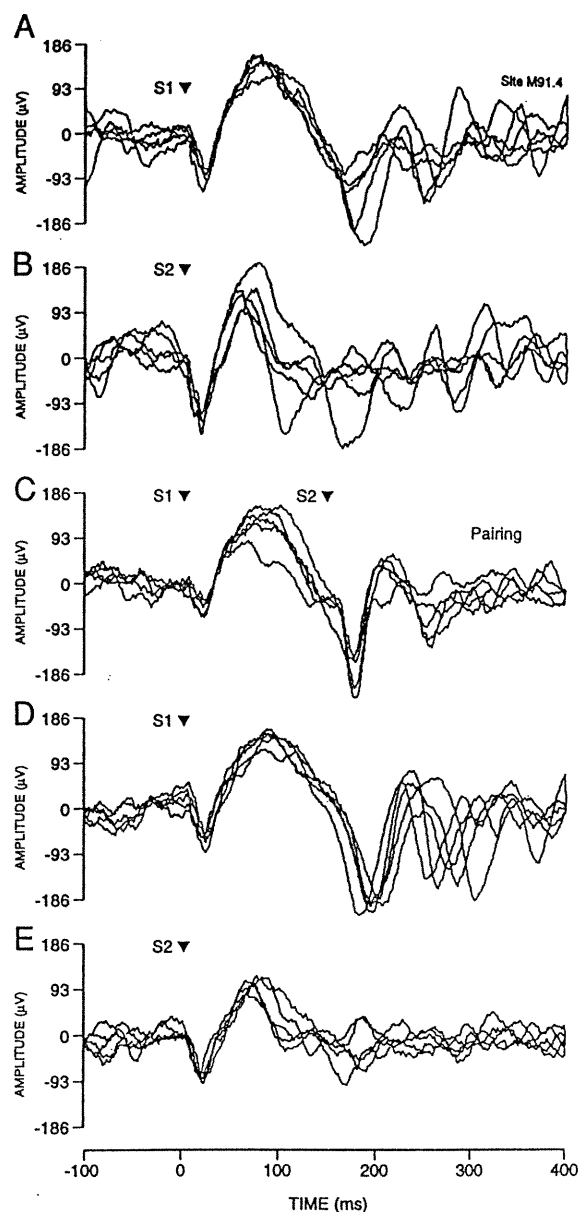 A
186
93
0
-93
-186
AMPLITUDE (µV)
S1 ▼
Site M91.4
B
186
93
0
-93
-186
AMPLITUDE (µV)
S2 ▼
C
186
93
0
-93
-186
AMPLITUDE (µV)
S1 ▼ S2 ▼
Pairing
D
186
93
0
-93
-186
AMPLITUDE (µV)
S1 ▼
E
186
93
0
-93
-186
AMPLITUDE (µV)
S2 ▼
-100 0 100 200 300 400
TIME (ms)